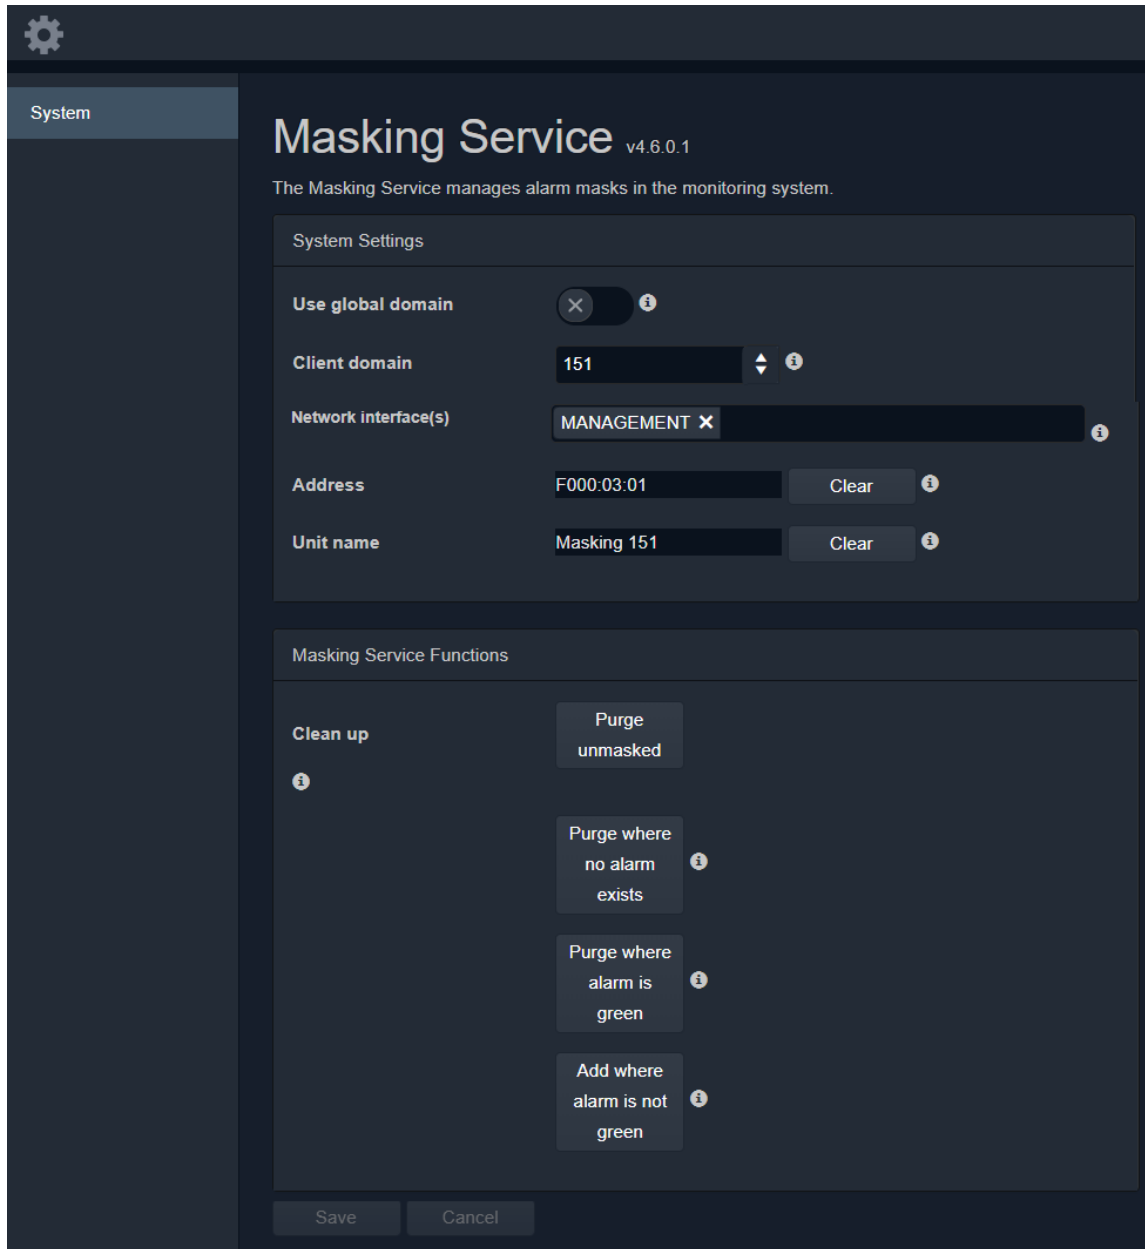 System
Masking Service v4.6.0.1
The Masking Service manages alarm masks in the monitoring system.
System Settings
Use global domain
Client domain 151
Network interface(s) MANAGEMENT
Address F000:03:01 Clear
Unit name Masking 151 Clear
Masking Service Functions
Clean up
Purge
unmasked
Purge where
no alarm
exists
Purge where
alarm is
green
Add where
alarm is not
green
Save Cancel